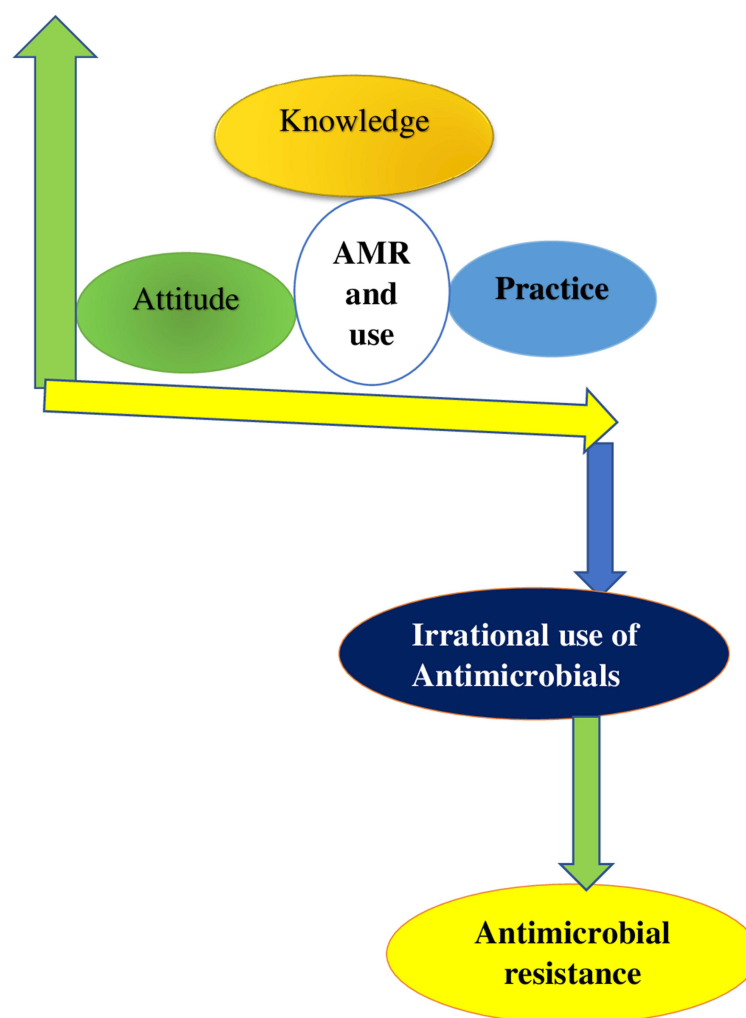 Knowledge
AMR
and
use
Attitude
Practice
Irrational use of
Antimicrobials
Antimicrobial
resistance